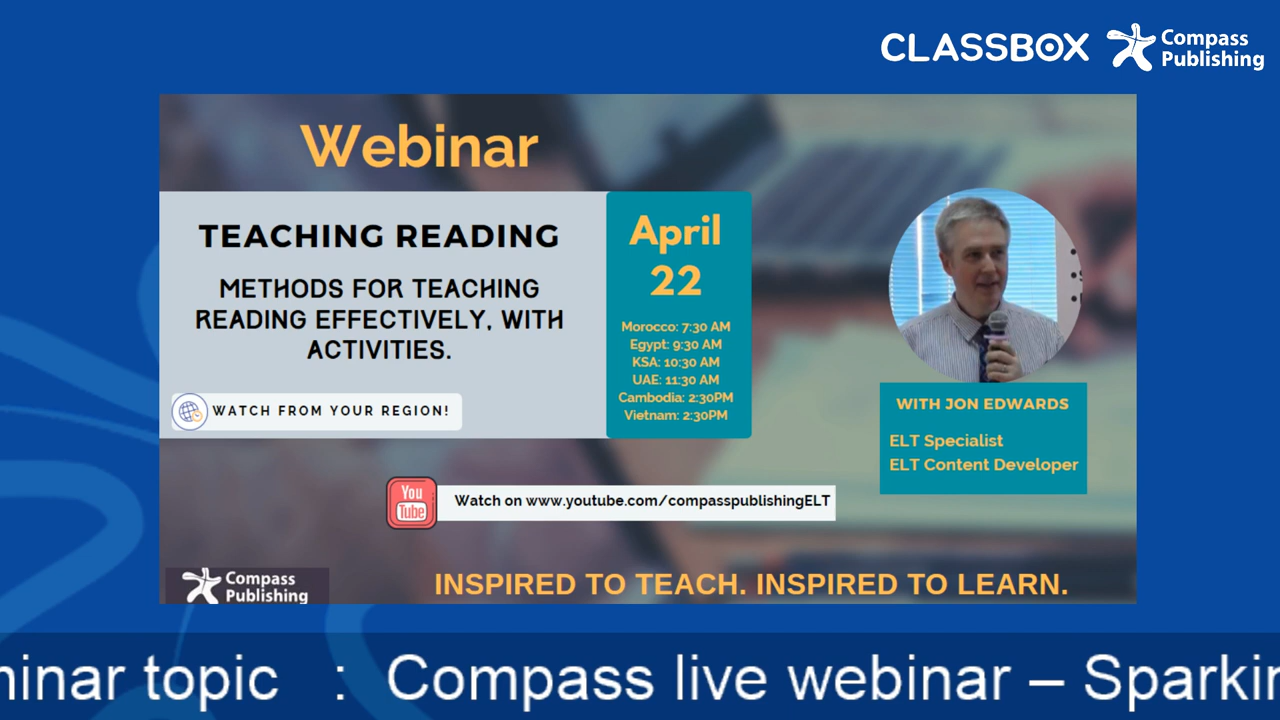 CLASSBOX
Compass
Publishing
Webinar
TEACHING READING
METHODS FOR TEACHING
READING EFFECTIVELY, WITH
ACTIVITIES.
WATCH FROM YOUR REGION!
April
22
Morocco: 7:30 AM
Egypt: 9:30 AM
KSA: 10:30 AM
UAE: 11:30 AM
Cambodia: 2:30PM
Vietnam: 2:30PM
WITH JON EDWARDS
ELT Specialist
ELT Content Developer
You
Tube
Watch on www.youtube.com/compasspublishingELT
Compass
Publishing
INSPIRED TO TEACH. INSPIRED TO LEARN.
topic : Compass live webinar –